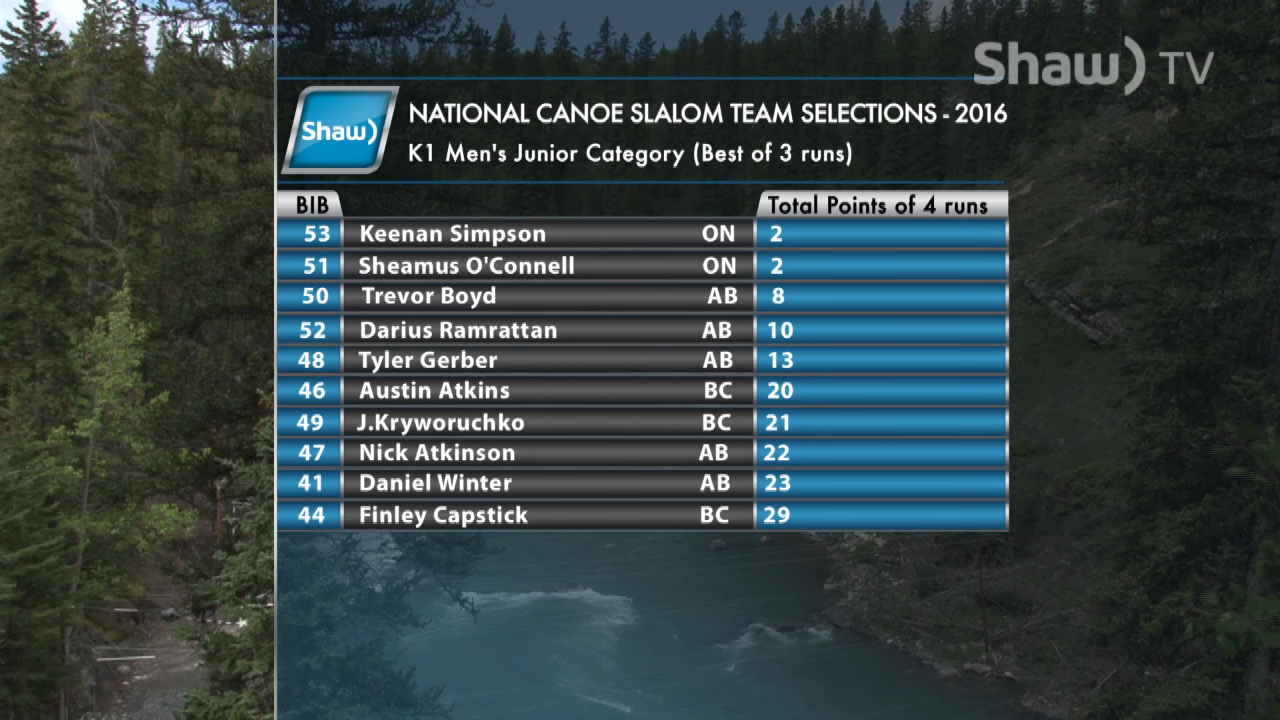 Shaw) TV
NATIONAL CANOE SLALOM TEAM SELECTIONS - 2016
Shaw)
K1 Men's Junior Category (Best of 3 runs)
BIB Total Points of 4 runs
53 Keenan Simpson ON 2
51 Sheamus O'Connell ON 2
50 Trevor Boyd AB 8
52 Darius Ramrattan AB 10
48 Tyler Gerber AB 13
46 Austin Atkins BC 20
49 J.Kryworuchko BC 21
47 Nick Atkinson AB 22
41 Daniel Winter AB 23
44 Finley Capstick BC 29